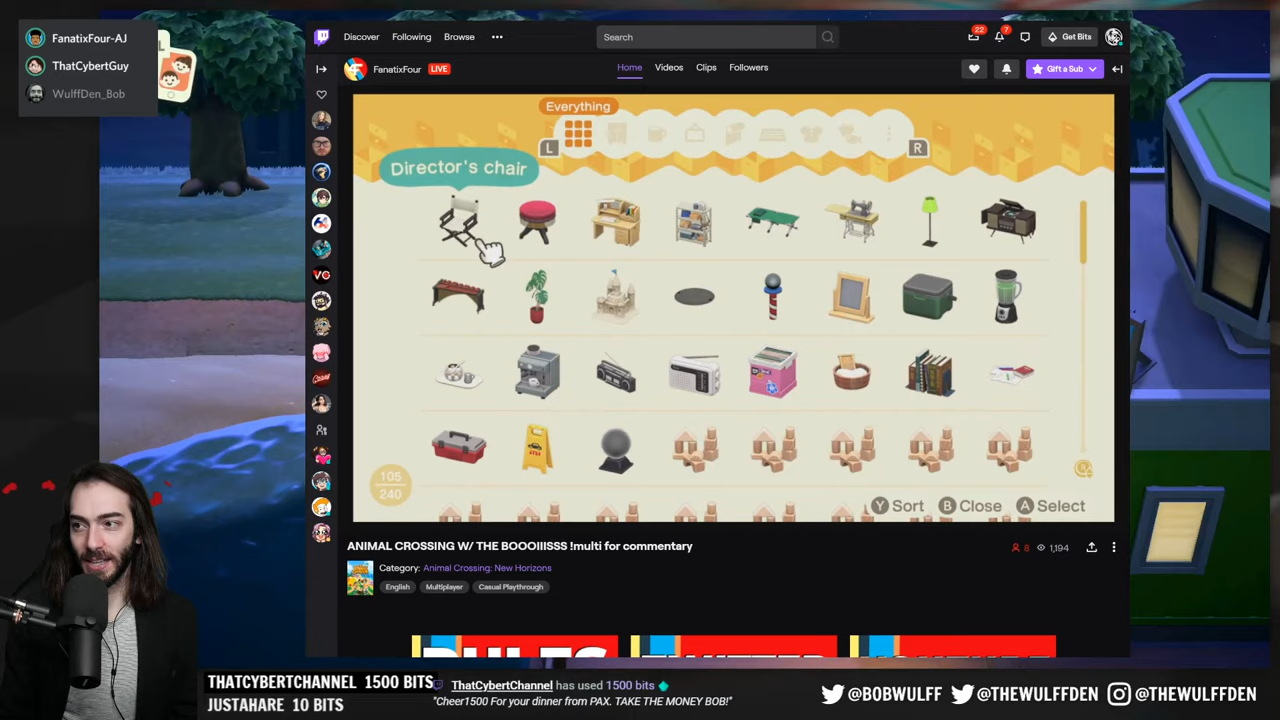 FanatixFour-AJ
ThatCybertGuy
WulffDen_Bob
Discover
Following
Browse
Search
22
7
Get Bits
FanatixFour
LIVE
Home
Videos
Clips
Followers
Gift a Sub
Everything
L
R
Director's chair
105
240
Y Sort
B Close
A Select
ANIMAL CROSSING W/ THE BOOOIIISSS !multi for commentary
8
1,194
Category: Animal Crossing: New Horizons
English
Multiplayer
Casual Playthrough
RULES
THATCYBERTCHANNEL 1500 BITS
JUSTAHARE 10 BITS
ThatCybertChannel has used 1500 bits
"Cheer1500 For your dinner from PAX. TAKE THE MONEY BOB!"
@BOBWULFF
@THEWULFFDEN
@THEWULFFDEN